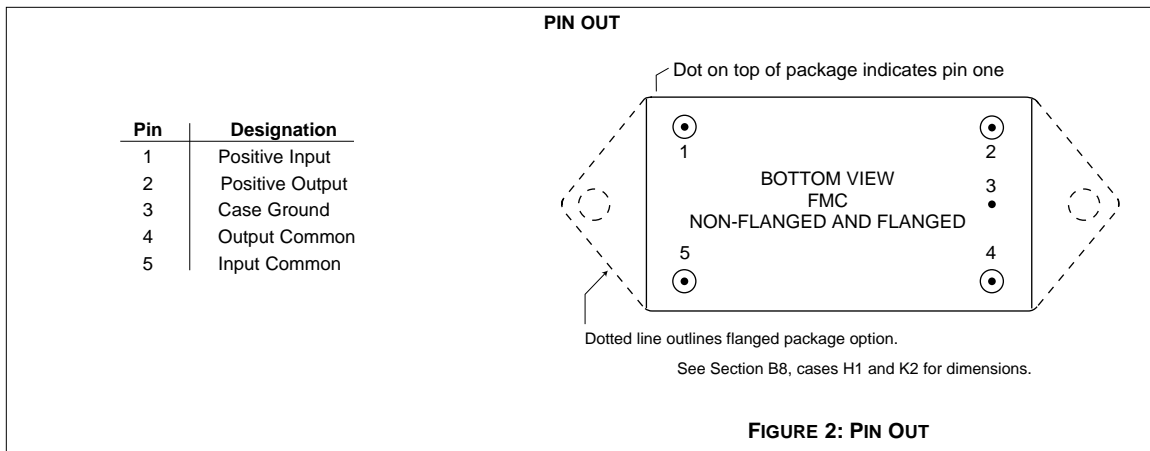 PIN OUT
Pin Designation
1 Positive Input
2 Positive Output
3 Case Ground
4 Output Common
5 Input Common
Dot on top of package indicates pin one
1 2
BOTTOM VIEW
FMC
NON-FLANGED AND FLANGED
3
5 4
Dotted line outlines flanged package option.
See Section B8, cases H1 and K2 for dimensions.
FIGURE 2: PIN OUT